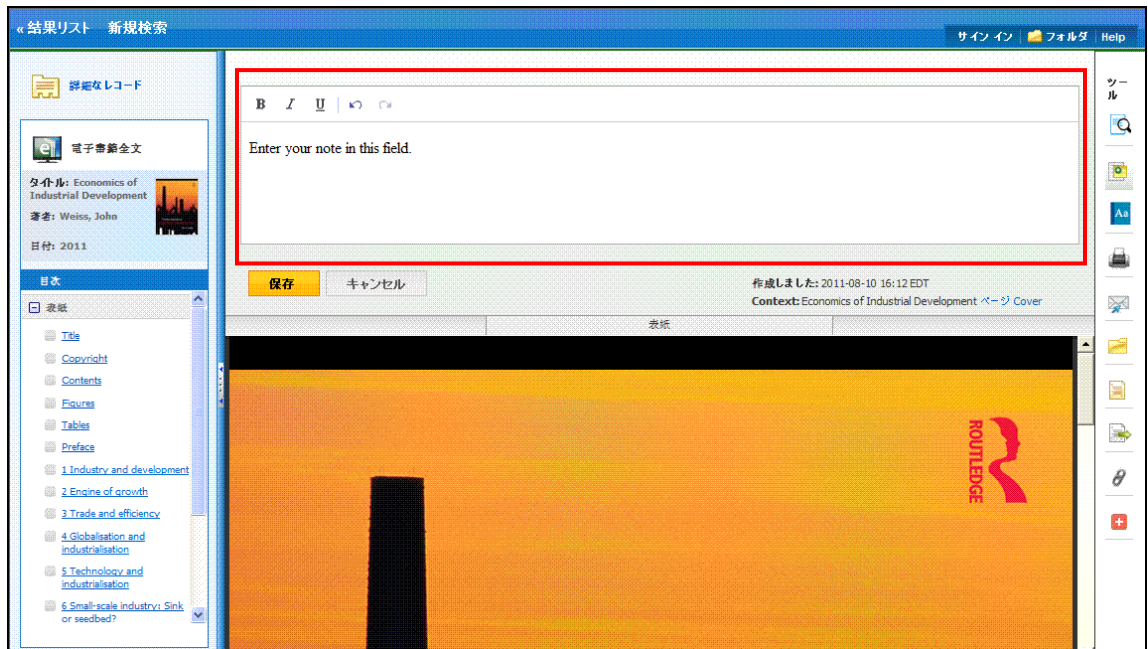 «結果リスト 新規検索
サインイン フォルダ Help
詳細なレコード
電子書籍全文
タイトル: Economics of
Industrial Development
著者: Weiss, John
日付: 2011
目次
表紙
Title
Copyright
Contents
Figures
Tables
Preface
1 Industry and development
2 Engine of growth
3 Trade and efficiency
4 Globalisation and
industrialisation
5 Technology and
industrialisation
6 Small-scale industry: Sink
or seedbed?
B I U
Enter your note in this field.
保存 キャンセル
作成しました: 2011-08-10 16:12 EDT
Context: Economics of Industrial Development ページ Cover
表紙
ROUTLEDGE
ツー
ル
Aa